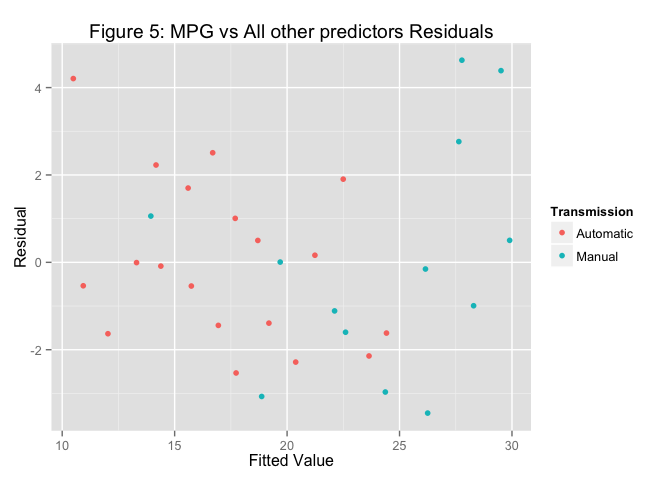 Figure 5: MPG vs All other predictors Residuals
4
2
0
-2
Residual
10
15
20
25
30
Fitted Value
Transmission
Automatic
Manual